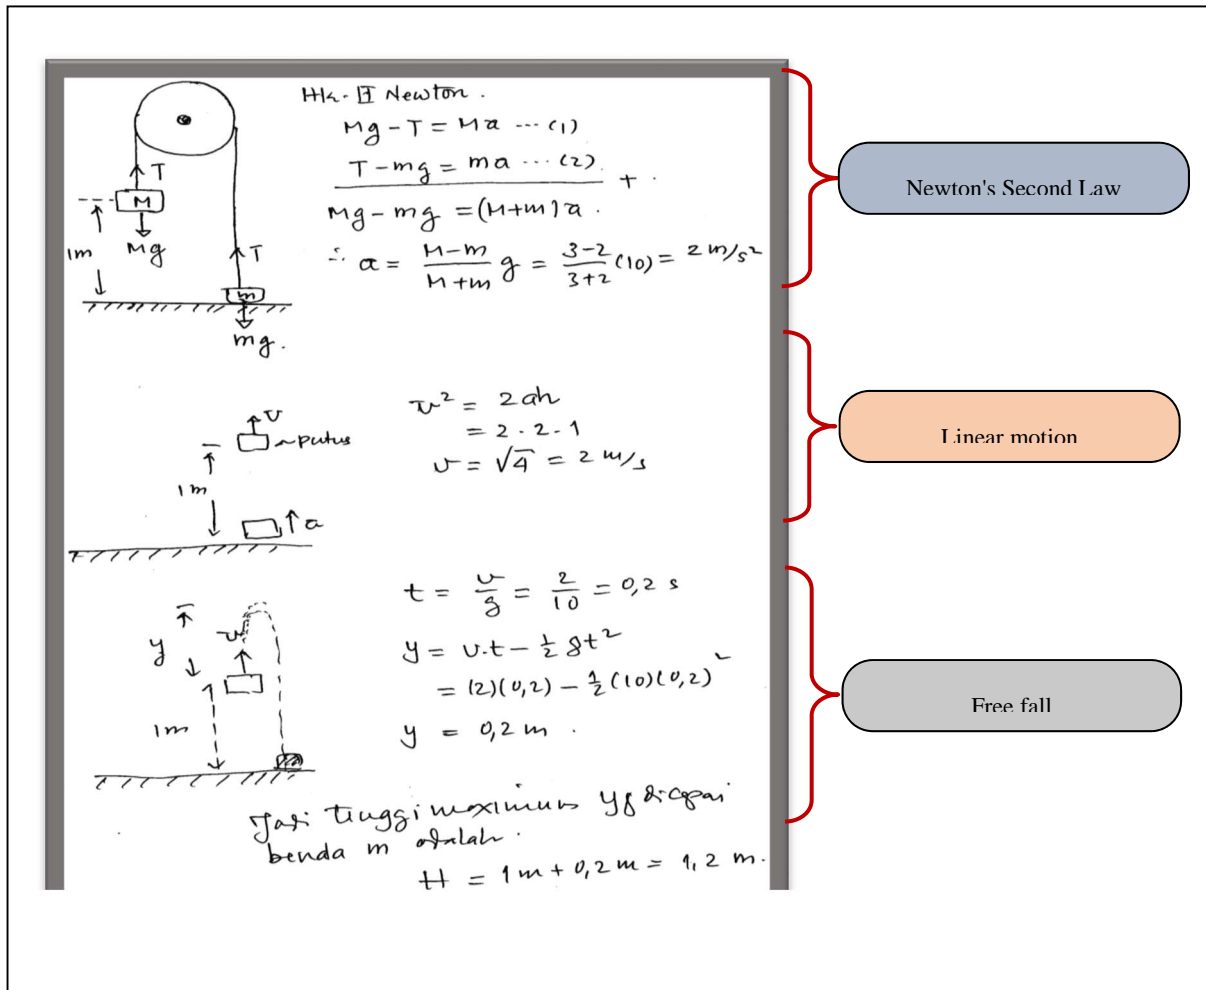 Hk. II Newton.
Mg - T = Ma ... (1)
T - mg = ma ... (2)
+
Mg - mg = (M+m)a.
∴ a = (M-m)/(M+m) g = (3-2)/(3+2) (10) = 2 m/s²
T
M
1m
Mg
T
m
mg.
Newton's Second Law
v² = 2ah
= 2 · 2 · 1
v = √4 = 2 m/s
v
putus
1m
a
Linear motion
t = v/g = 2/10 = 0,2 s
y = v.t - ½ gt²
= (2)(0,2) - ½ (10)(0,2)²
y = 0,2 m.
y
v
1m
Free fall
Jadi tinggi maximum yg dicapai
benda m adalah.
H = 1m + 0,2 m = 1,2 m.